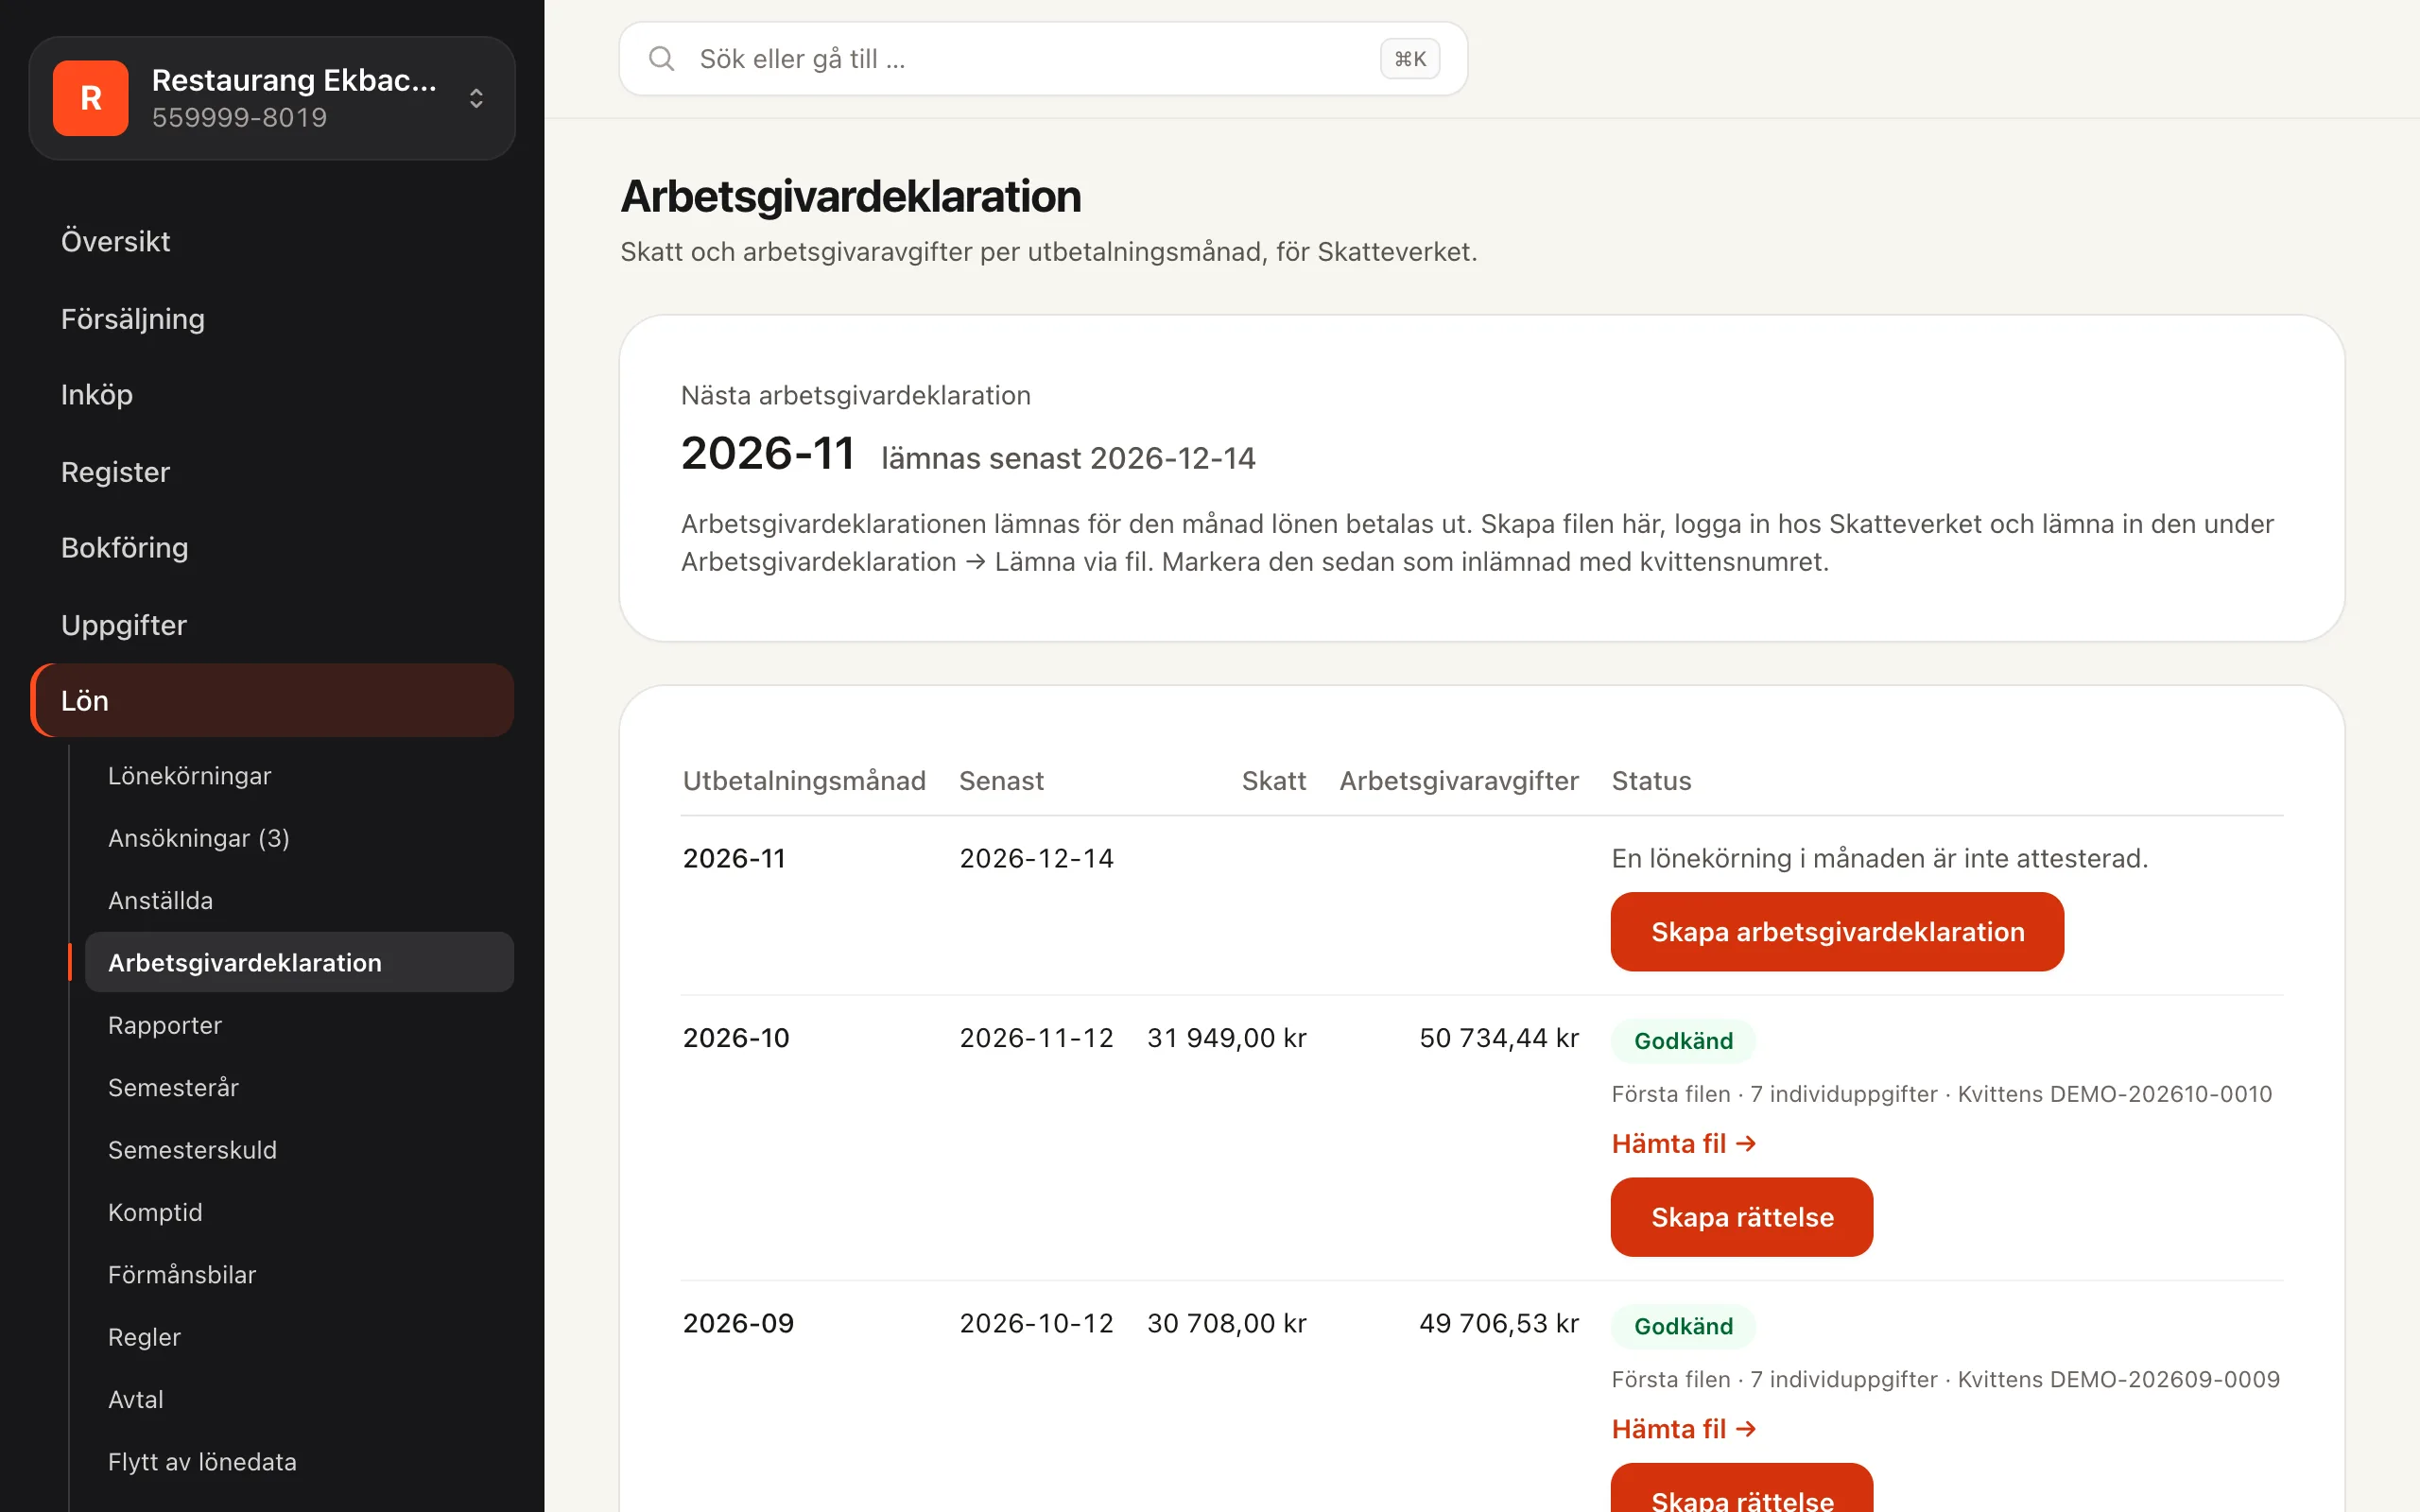 R
Restaurang Ekbac...
559999-8019
Översikt
Försäljning
Inköp
Register
Bokföring
Uppgifter
Lön
Lönekörningar
Ansökningar (3)
Anställda
Arbetsgivardeklaration
Rapporter
Semesterår
Semesterskuld
Komptid
Förmånsbilar
Regler
Avtal
Flytt av lönedata
Sök eller gå till ...
⌘K
Arbetsgivardeklaration
Skatt och arbetsgivaravgifter per utbetalningsmånad, för Skatteverket.
Nästa arbetsgivardeklaration
2026-11 lämnas senast 2026-12-14
Arbetsgivardeklarationen lämnas för den månad lönen betalas ut. Skapa filen här, logga in hos Skatteverket och lämna in den under
Arbetsgivardeklaration → Lämna via fil. Markera den sedan som inlämnad med kvittensnumret.
Utbetalningsmånad Senast Skatt Arbetsgivaravgifter Status
2026-11 2026-12-14 En lönekörning i månaden är inte attesterad.
Skapa arbetsgivardeklaration
2026-10 2026-11-12 31 949,00 kr 50 734,44 kr Godkänd
Första filen · 7 individuppgifter · Kvittens DEMO-202610-0010
Hämta fil →
Skapa rättelse
2026-09 2026-10-12 30 708,00 kr 49 706,53 kr Godkänd
Första filen · 7 individuppgifter · Kvittens DEMO-202609-0009
Hämta fil →
Skapa rättelse